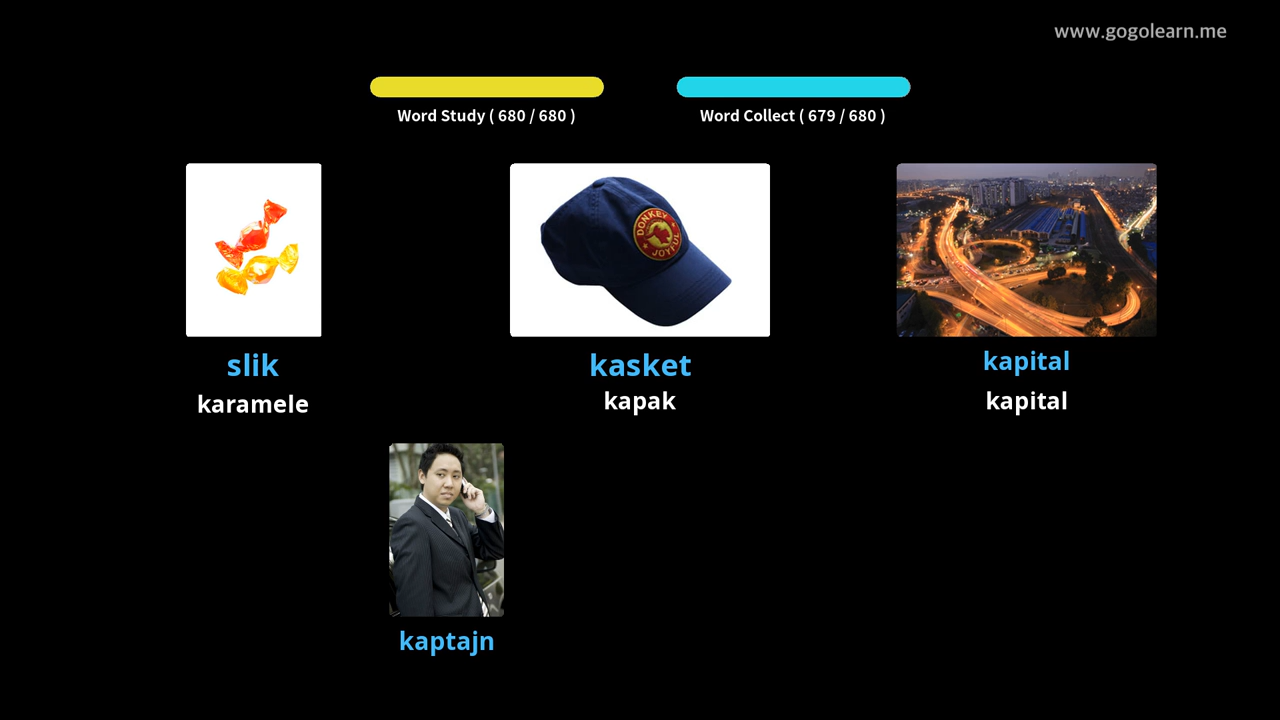 www.gogolearn.me
Word Study ( 680 / 680 )
Word Collect ( 679 / 680 )
DONKEY
JOYFUL
slik
kasket
kapital
karamele
kapak
kapital
kaptajn